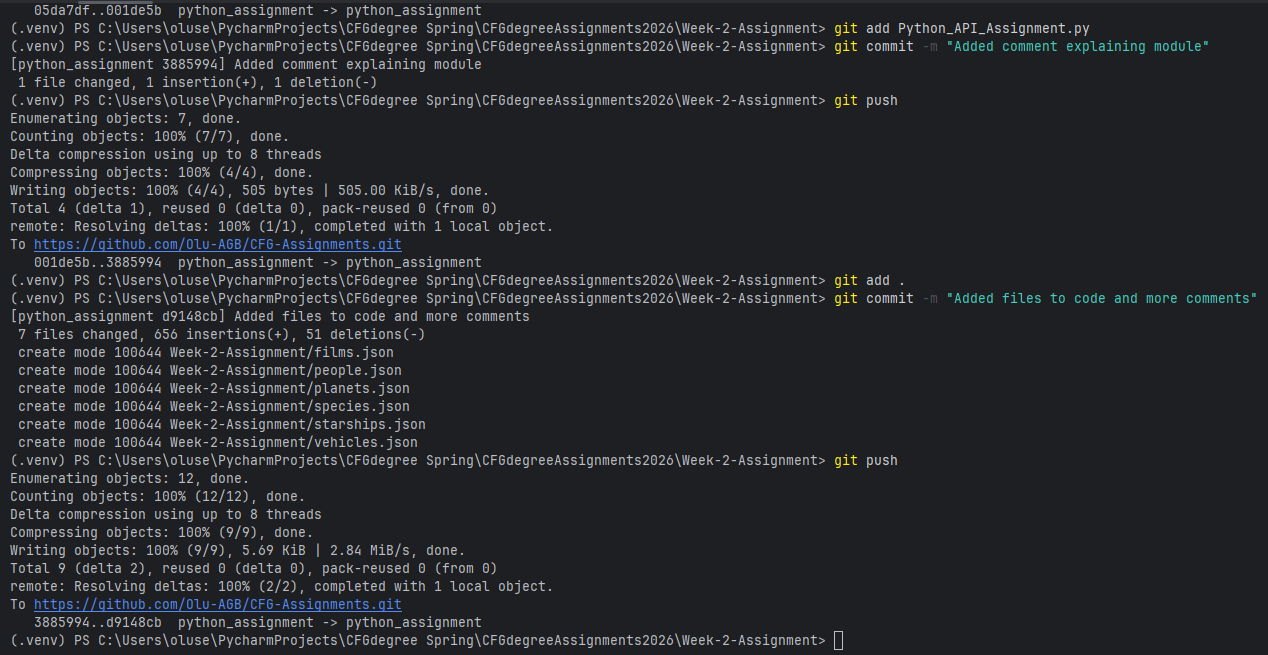 05da7df..001de5b  python_assignment -> python_assignment
(.venv) PS C:\Users\oluse\PycharmProjects\CFGdegree Spring\CFGdegreeAssignments2026\Week-2-Assignment> git add Python_API_Assignment.py
(.venv) PS C:\Users\oluse\PycharmProjects\CFGdegree Spring\CFGdegreeAssignments2026\Week-2-Assignment> git commit -m "Added comment explaining module"
[python_assignment 3885994] Added comment explaining module
 1 file changed, 1 insertion(+), 1 deletion(-)
(.venv) PS C:\Users\oluse\PycharmProjects\CFGdegree Spring\CFGdegreeAssignments2026\Week-2-Assignment> git push
Enumerating objects: 7, done.
Counting objects: 100% (7/7), done.
Delta compression using up to 8 threads
Compressing objects: 100% (4/4), done.
Writing objects: 100% (4/4), 505 bytes | 505.00 KiB/s, done.
Total 4 (delta 1), reused 0 (delta 0), pack-reused 0 (from 0)
remote: Resolving deltas: 100% (1/1), completed with 1 local object.
To https://github.com/Olu-AGB/CFG-Assignments.git
   001de5b..3885994  python_assignment -> python_assignment
(.venv) PS C:\Users\oluse\PycharmProjects\CFGdegree Spring\CFGdegreeAssignments2026\Week-2-Assignment> git add .
(.venv) PS C:\Users\oluse\PycharmProjects\CFGdegree Spring\CFGdegreeAssignments2026\Week-2-Assignment> git commit -m "Added files to code and more comments"
[python_assignment d9148cb] Added files to code and more comments
 7 files changed, 656 insertions(+), 51 deletions(-)
 create mode 100644 Week-2-Assignment/films.json
 create mode 100644 Week-2-Assignment/people.json
 create mode 100644 Week-2-Assignment/planets.json
 create mode 100644 Week-2-Assignment/species.json
 create mode 100644 Week-2-Assignment/starships.json
 create mode 100644 Week-2-Assignment/vehicles.json
(.venv) PS C:\Users\oluse\PycharmProjects\CFGdegree Spring\CFGdegreeAssignments2026\Week-2-Assignment> git push
Enumerating objects: 12, done.
Counting objects: 100% (12/12), done.
Delta compression using up to 8 threads
Compressing objects: 100% (9/9), done.
Writing objects: 100% (9/9), 5.69 KiB | 2.84 MiB/s, done.
Total 9 (delta 2), reused 0 (delta 0), pack-reused 0 (from 0)
remote: Resolving deltas: 100% (2/2), completed with 1 local object.
To https://github.com/Olu-AGB/CFG-Assignments.git
   3885994..d9148cb  python_assignment -> python_assignment
(.venv) PS C:\Users\oluse\PycharmProjects\CFGdegree Spring\CFGdegreeAssignments2026\Week-2-Assignment>